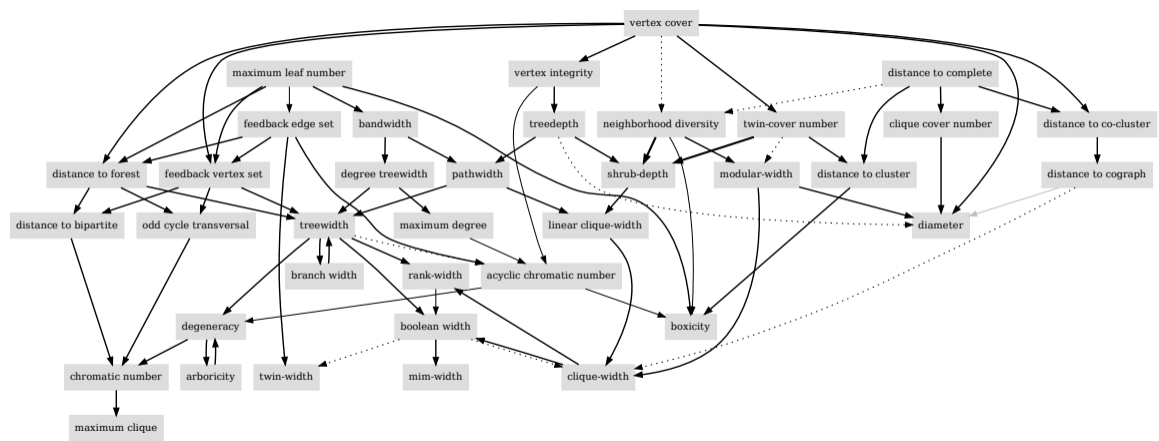 vertex cover
maximum leaf number
vertex integrity
distance to complete
feedback edge set
bandwidth
treedepth
neighborhood diversity
twin-cover number
clique cover number
distance to co-cluster
distance to forest
feedback vertex set
degree treewidth
pathwidth
shrub-depth
modular-width
distance to cluster
distance to cograph
distance to bipartite
odd cycle transversal
treewidth
maximum degree
linear clique-width
diameter
branch width
rank-width
acyclic chromatic number
degeneracy
boolean width
boxicity
chromatic number
arboricity
twin-width
mim-width
clique-width
maximum clique